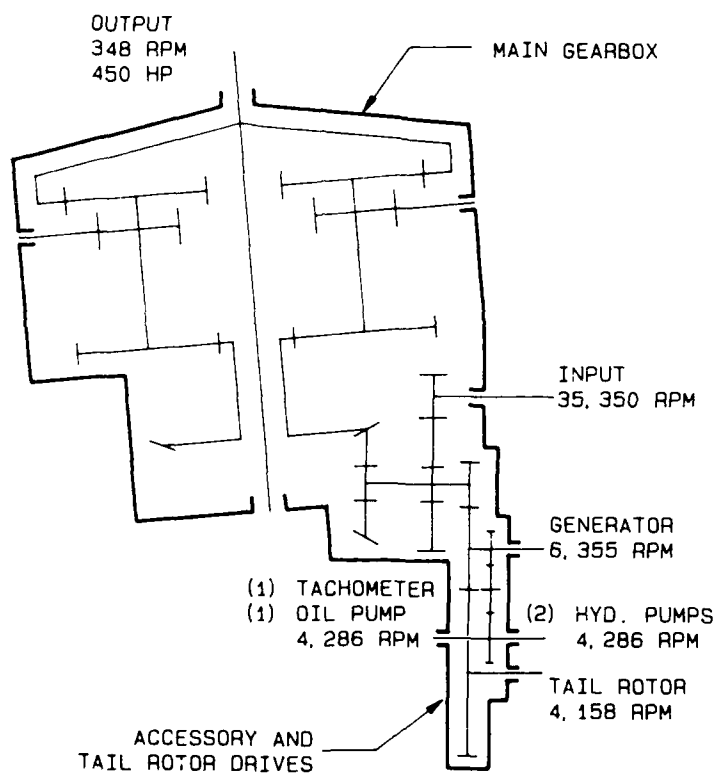 OUTPUT
348 RPM
450 HP
MAIN GEARBOX
INPUT
35,350 RPM
GENERATOR
6,355 RPM
(1) TACHOMETER
(1) OIL PUMP
4,286 RPM
(2) HYD. PUMPS
4,286 RPM
TAIL ROTOR
4,158 RPM
ACCESSORY AND
TAIL ROTOR DRIVES